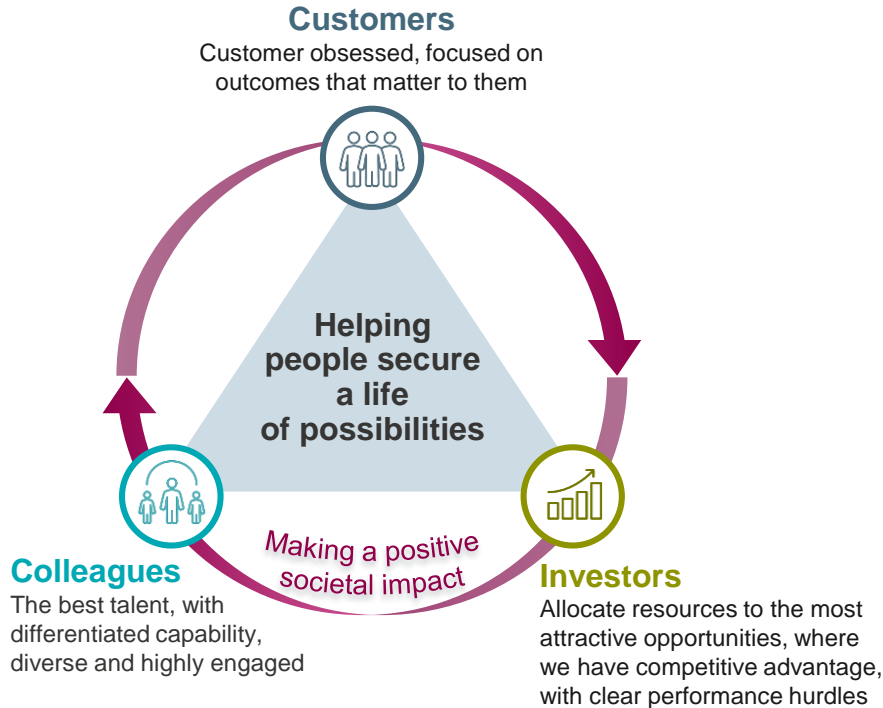 Customers
Customer obsessed, focused on
outcomes that matter to them
Helping
people secure
a life
of possibilities
Making a positive
societal impact
Colleagues
The best talent, with
differentiated capability,
diverse and highly engaged
Investors
Allocate resources to the most
attractive opportunities, where
we have competitive advantage,
with clear performance hurdles